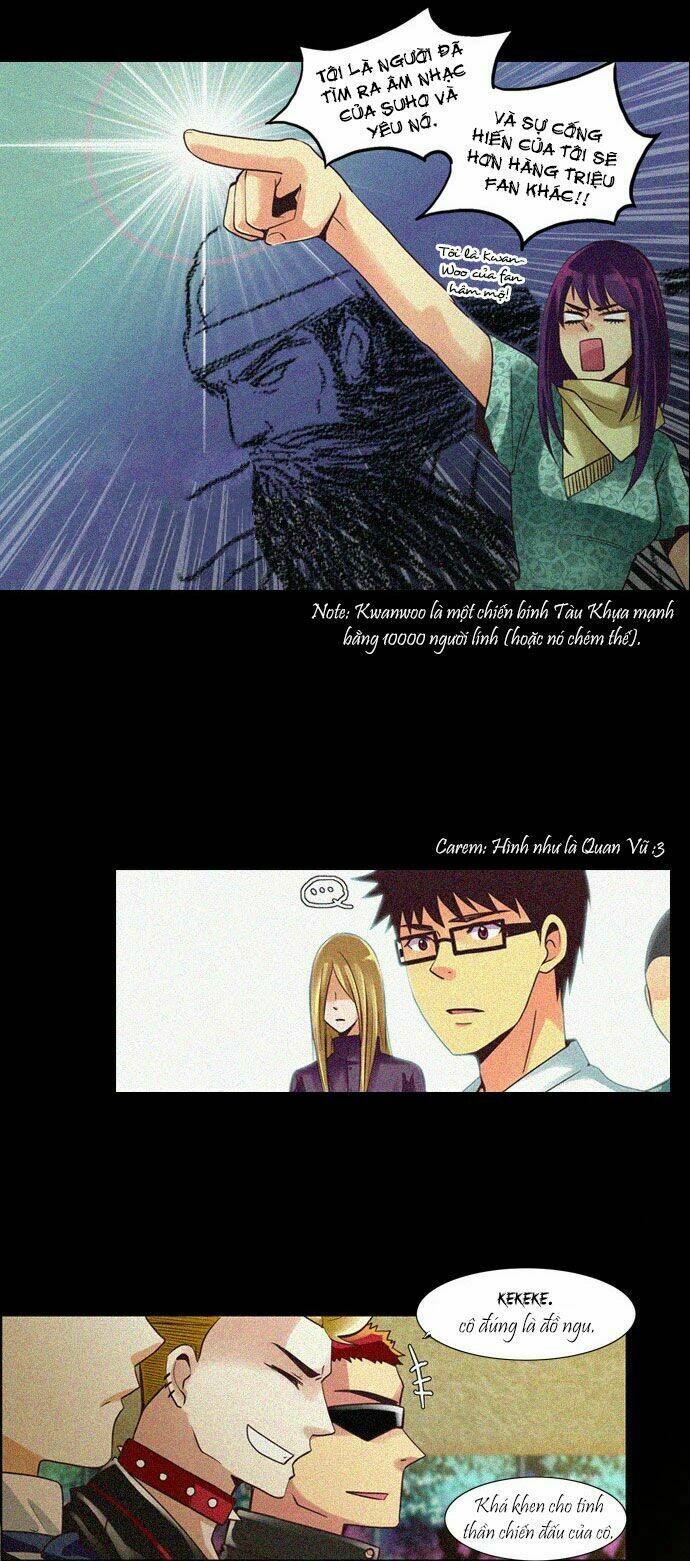 TÔI LÀ NGƯỜI ĐÃ
TÌM RA ÂM NHẠC
CỦA SUHO VÀ
YÊU NÓ.
VÀ SỰ CỐNG
HIẾN CỦA TÔI SẼ
HƠN HÀNG TRIỆU
FAN KHÁC!!
Tôi là Kwan-
Woo của fan
hâm mộ!
Note: Kwanwoo là một chiến binh Tàu Khựa mạnh
bằng 10000 người lính (hoặc nó chém thế).
Carem: Hình như là Quan Vũ :3
...
KEKEKE.
cô đúng là đồ ngu.
Khá khen cho tinh
thần chiến đấu của cô.